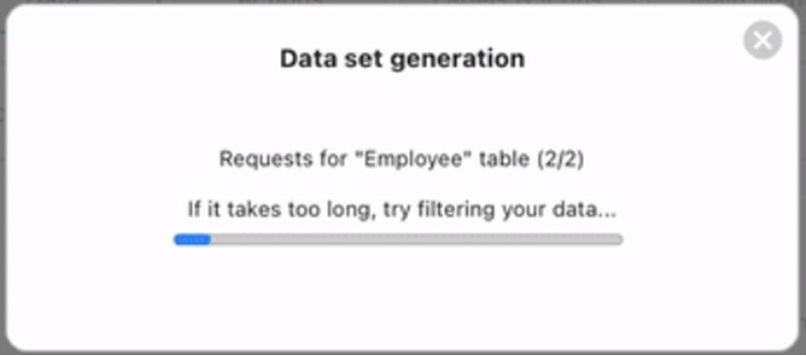 Data set generation
Requests for "Employee" table (2/2)
If it takes too long, try filtering your data...